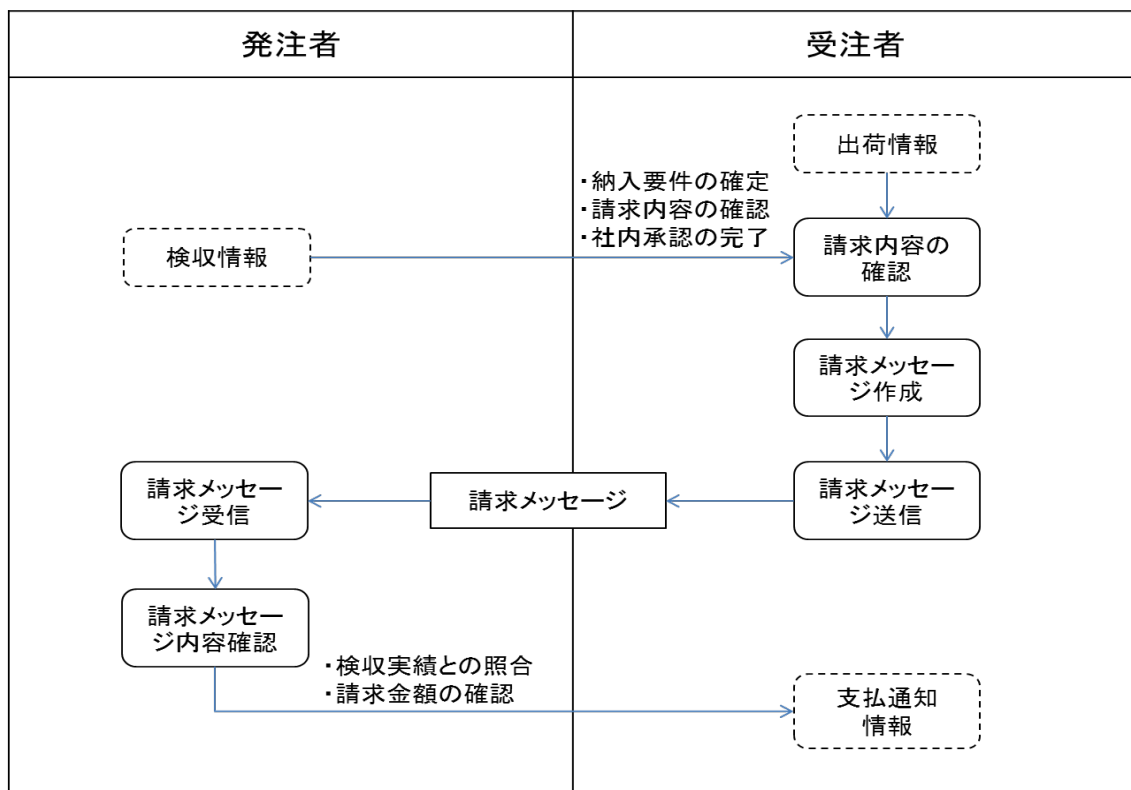 発注者
受注者
出荷情報
・納入要件の確定
・請求内容の確認
・社内承認の完了
検収情報
請求内容の
確認
請求メッセー
ジ作成
請求メッセー
ジ受信
請求メッセージ
請求メッセー
ジ送信
請求メッセー
ジ内容確認
・検収実績との照合
・請求金額の確認
支払通知
情報